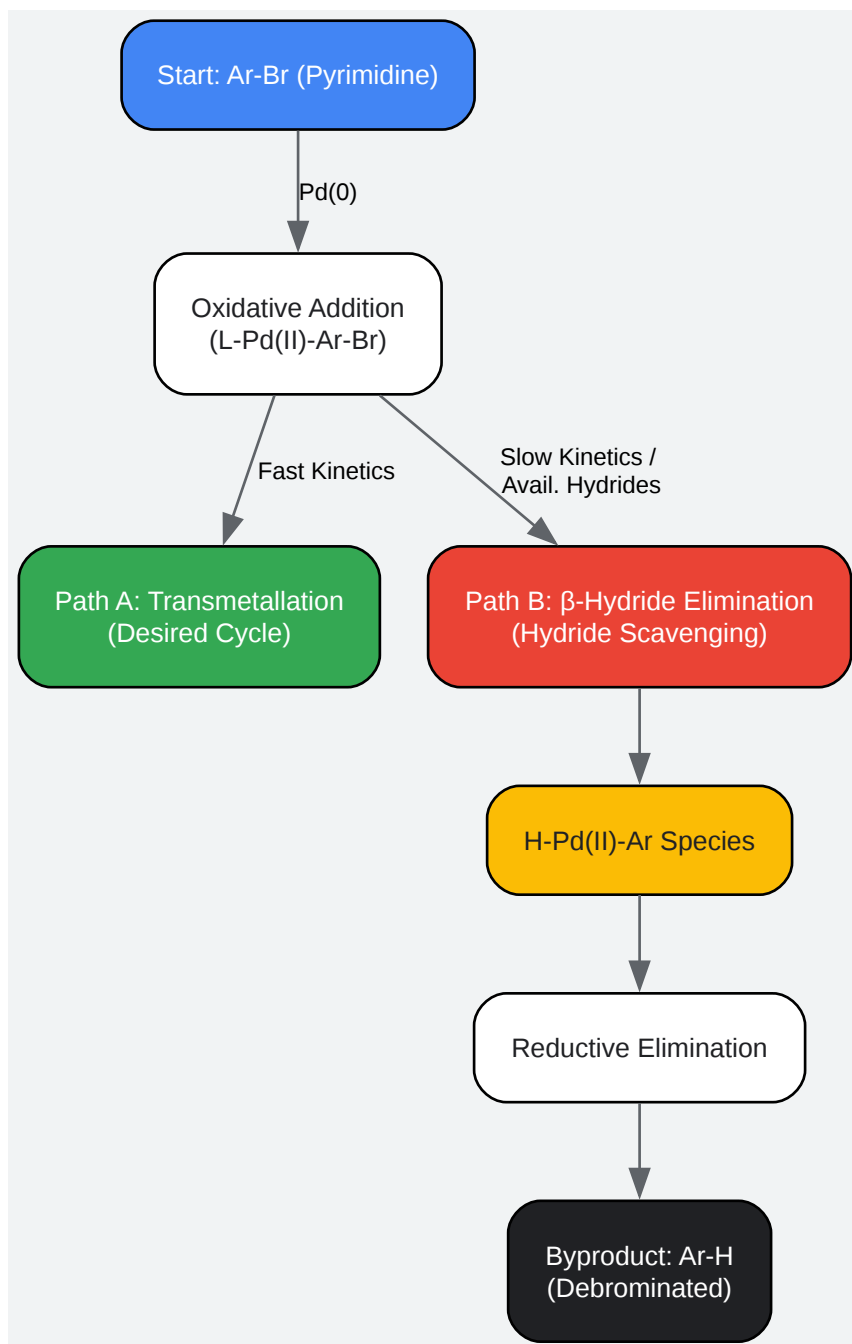 Start: Ar-Br (Pyrimidine)
Pd(0)
Oxidative Addition
(L-Pd(II)-Ar-Br)
Fast Kinetics
Slow Kinetics /
Avail. Hydrides
Path A: Transmetallation
(Desired Cycle)
Path B: β-Hydride Elimination
(Hydride Scavenging)
H-Pd(II)-Ar Species
Reductive Elimination
Byproduct: Ar-H
(Debrominated)